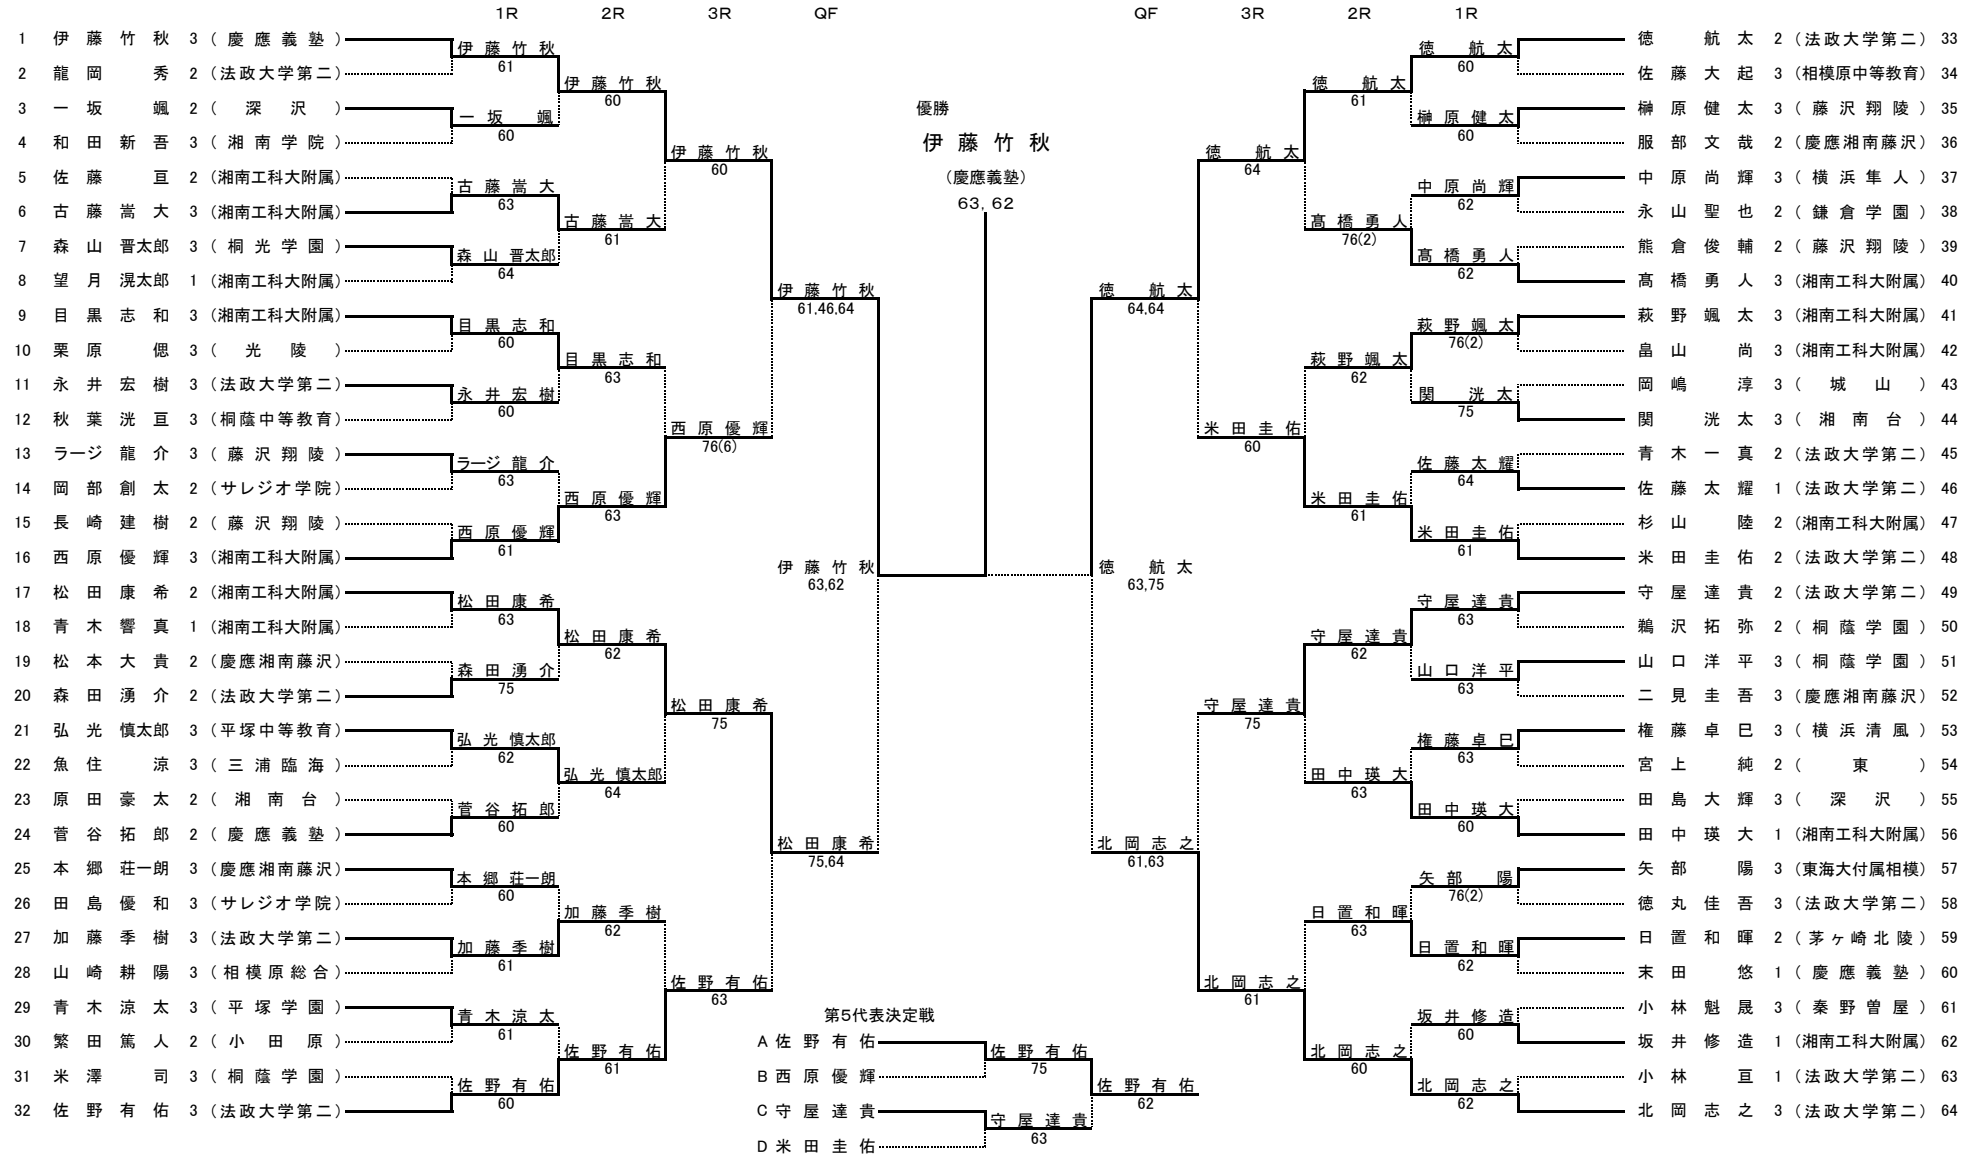 1R 2R 3R QF QF 3R 2R 1R
1 伊藤竹秋 3 (慶應義塾)
2 龍岡秀 2 (法政大学第二)
3 一坂颯 2 (深沢)
4 和田新吾 3 (湘南学院)
5 佐藤亘 2 (湘南工科大附属)
6 古藤嵩大 3 (湘南工科大附属)
7 森山晋太郎 3 (桐光学園)
8 望月滉太郎 1 (湘南工科大附属)
9 目黒志和 3 (湘南工科大附属)
10 栗原偲 3 (光陵)
11 永井宏樹 3 (法政大学第二)
12 秋葉洸亘 3 (桐蔭中等教育)
13 ラージ龍介 3 (藤沢翔陵)
14 岡部創太 2 (サレジオ学院)
15 長崎建樹 2 (藤沢翔陵)
16 西原優輝 3 (湘南工科大附属)
17 松田康希 2 (湘南工科大附属)
18 青木響真 1 (湘南工科大附属)
19 松本大貴 2 (慶應湘南藤沢)
20 森田湧介 2 (法政大学第二)
21 弘光慎太郎 3 (平塚中等教育)
22 魚住涼 3 (三浦臨海)
23 原田豪太 2 (湘南台)
24 菅谷拓郎 2 (慶應義塾)
25 本郷荘一朗 3 (慶應湘南藤沢)
26 田島優和 3 (サレジオ学院)
27 加藤季樹 3 (法政大学第二)
28 山崎耕陽 3 (相模原総合)
29 青木涼太 3 (平塚学園)
30 繁田篤人 2 (小田原)
31 米澤司 3 (桐蔭学園)
32 佐野有佑 3 (法政大学第二)
伊藤竹秋
61
一坂颯
60
古藤嵩大
63
森山晋太郎
64
目黒志和
60
永井宏樹
60
ラージ龍介
63
西原優輝
61
松田康希
63
森田湧介
75
弘光慎太郎
62
菅谷拓郎
60
本郷荘一朗
60
加藤季樹
61
青木涼太
61
佐野有佑
60
伊藤竹秋
60
古藤嵩大
61
目黒志和
63
西原優輝
63
松田康希
62
弘光慎太郎
64
加藤季樹
62
佐野有佑
61
伊藤竹秋
60
西原優輝
76(6)
松田康希
75
佐野有佑
63
伊藤竹秋
61,46,64
松田康希
75,64
伊藤竹秋
63,62
優勝
伊藤竹秋
(慶應義塾)
63, 62
徳航太
63,75
徳航太
64,64
北岡志之
61,63
徳航太
64
米田圭佑
60
守屋達貴
75
北岡志之
61
徳航太
61
髙橋勇人
76(2)
萩野颯太
62
米田圭佑
61
守屋達貴
62
田中瑛大
63
日置和暉
63
北岡志之
60
徳航太
60
榊原健太
60
中原尚輝
62
髙橋勇人
62
萩野颯太
76(2)
関洸太
75
佐藤太耀
64
米田圭佑
61
守屋達貴
63
山口洋平
63
権藤卓巳
63
田中瑛大
60
矢部陽
76(2)
日置和暉
62
坂井修造
60
北岡志之
62
徳航太 2 (法政大学第二) 33
佐藤大起 3 (相模原中等教育) 34
榊原健太 3 (藤沢翔陵) 35
服部文哉 2 (慶應湘南藤沢) 36
中原尚輝 3 (横浜隼人) 37
永山聖也 2 (鎌倉学園) 38
熊倉俊輔 2 (藤沢翔陵) 39
髙橋勇人 3 (湘南工科大附属) 40
萩野颯太 3 (湘南工科大附属) 41
畠山尚 3 (湘南工科大附属) 42
岡嶋淳 3 (城山) 43
関洸太 3 (湘南台) 44
青木一真 2 (法政大学第二) 45
佐藤太耀 1 (法政大学第二) 46
杉山陸 2 (湘南工科大附属) 47
米田圭佑 2 (法政大学第二) 48
守屋達貴 2 (法政大学第二) 49
鵜沢拓弥 2 (桐蔭学園) 50
山口洋平 3 (桐蔭学園) 51
二見圭吾 3 (慶應湘南藤沢) 52
権藤卓巳 3 (横浜清風) 53
宮上純 2 (東) 54
田島大輝 3 (深沢) 55
田中瑛大 1 (湘南工科大附属) 56
矢部陽 3 (東海大付属相模) 57
徳丸佳吾 3 (法政大学第二) 58
日置和暉 2 (茅ヶ崎北陵) 59
末田悠 1 (慶應義塾) 60
小林魁晟 3 (秦野曽屋) 61
坂井修造 1 (湘南工科大附属) 62
小林亘 1 (法政大学第二) 63
北岡志之 3 (法政大学第二) 64
第5代表決定戦
A 佐野有佑
B 西原優輝
C 守屋達貴
D 米田圭佑
佐野有佑
75
守屋達貴
63
佐野有佑
62